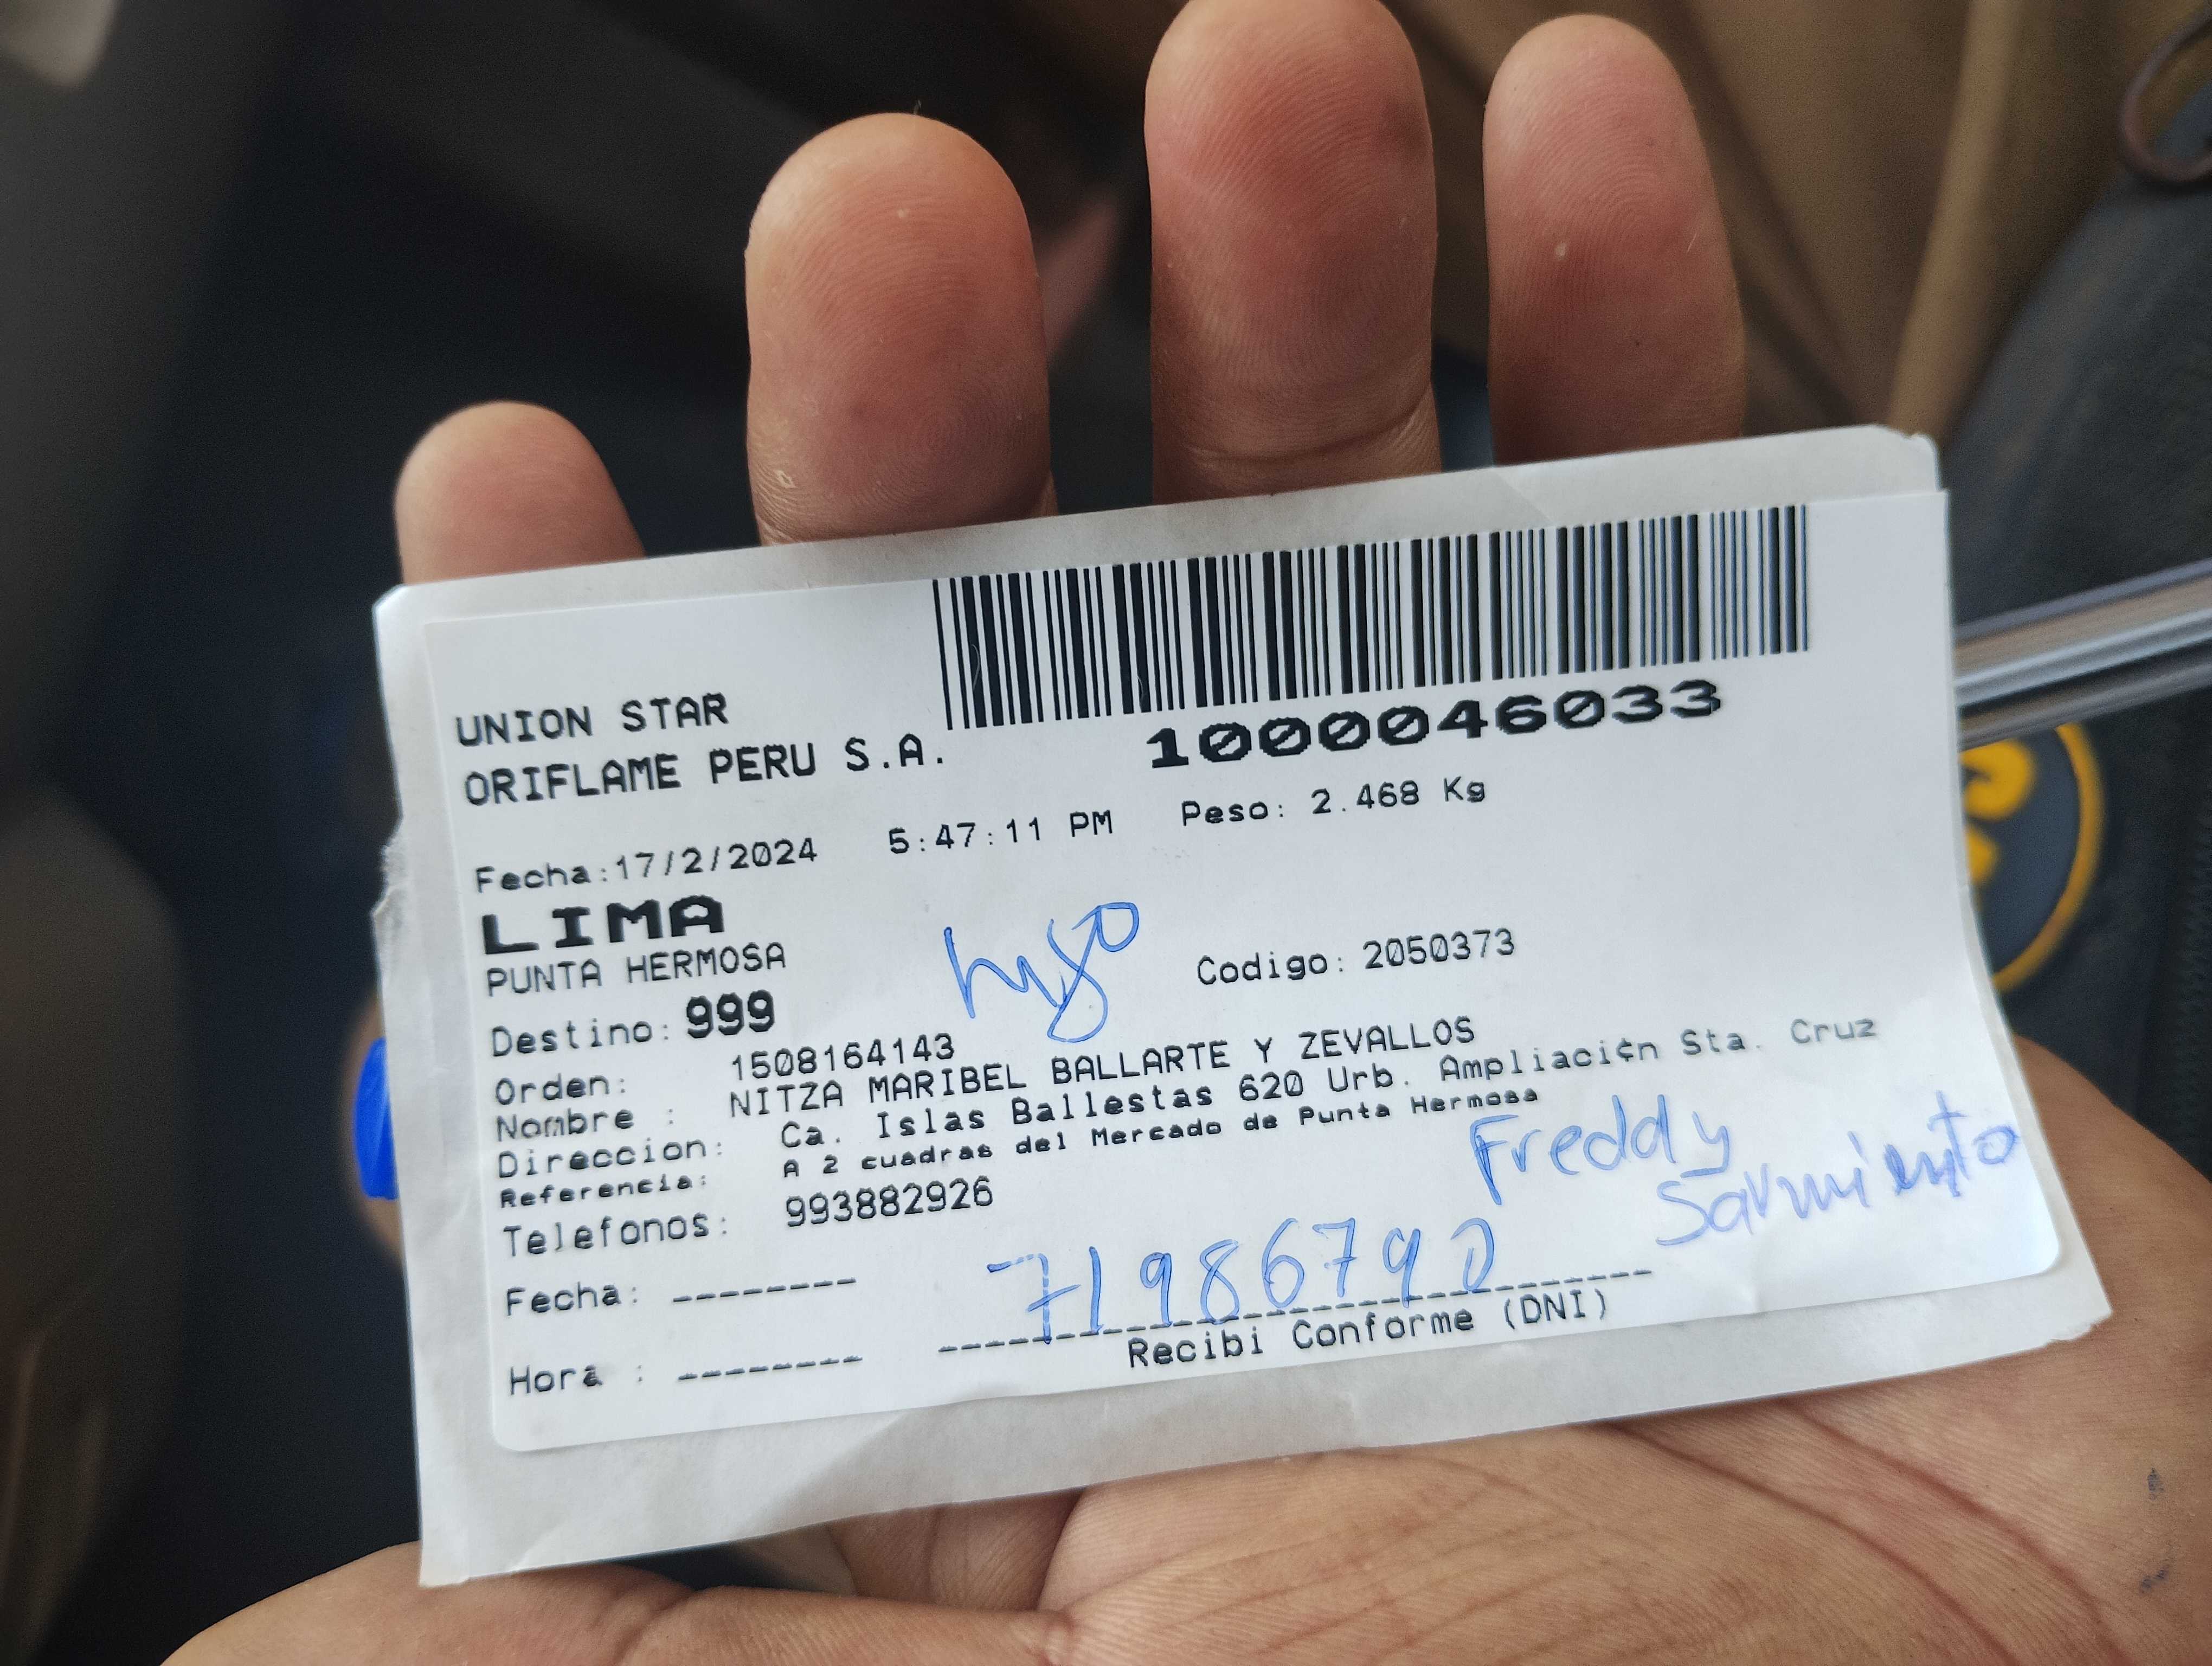 UNION STAR
ORIFLAME PERU S.A.
1000046033
Fecha:17/2/2024 5:47:11 PM Peso: 2.468 Kg
LIMA
PUNTA HERMOSA
Destino: 999 Codigo: 2050373
Orden: 1508164143
Nombre : NITZA MARIBEL BALLARTE Y ZEVALLOS
Direccion: Ca. Islas Ballestas 620 Urb. Ampliaci¢n Sta. Cruz
Referencia: A 2 cuadras del Mercado de Punta Hermosa
Telefonos: 993882926
Freddy
Sarmiento
71986790
Fecha: --------
Recibi Conforme (DNI)
Hora : --------